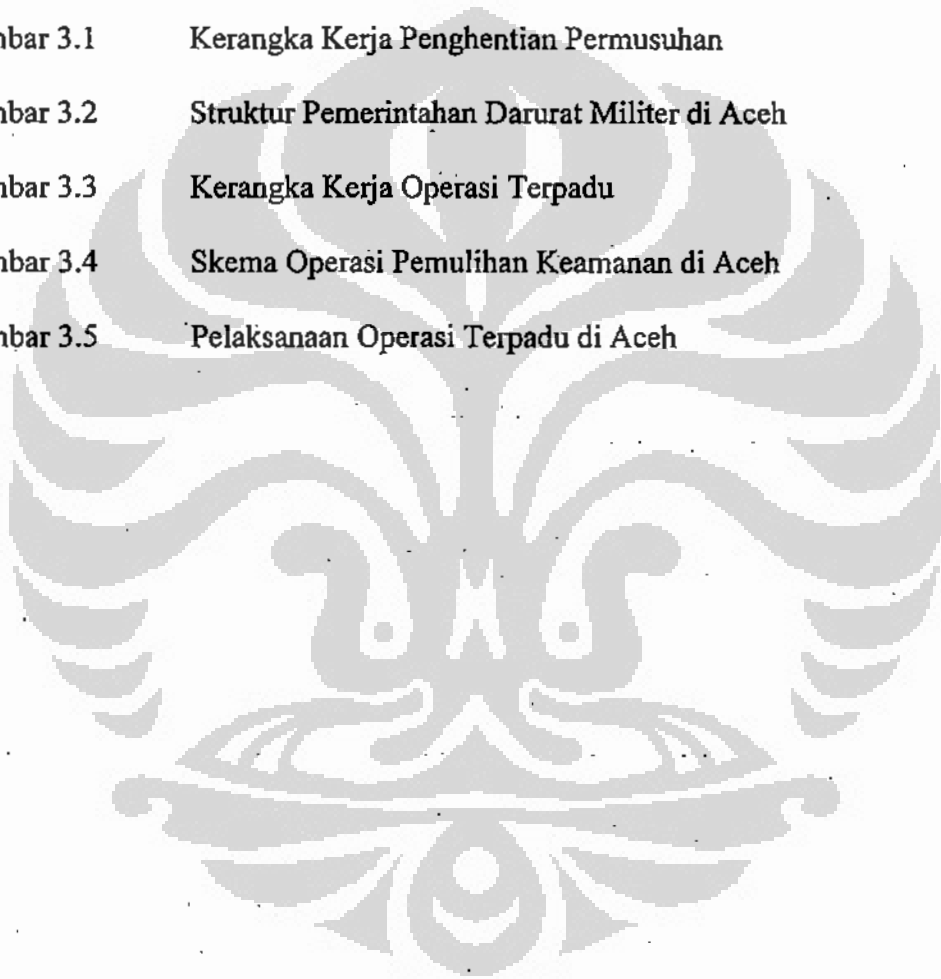 nbar 3.1 Kerangka Kerja Penghentian Permusuhan
nbar 3.2 Struktur Pemerintahan Darurat Militer di Aceh
nbar 3.3 Kerangka Kerja Operasi Terpadu
nbar 3.4 Skema Operasi Pemulihan Keamanan di Aceh
nbar 3.5 Pelaksanaan Operasi Terpadu di Aceh